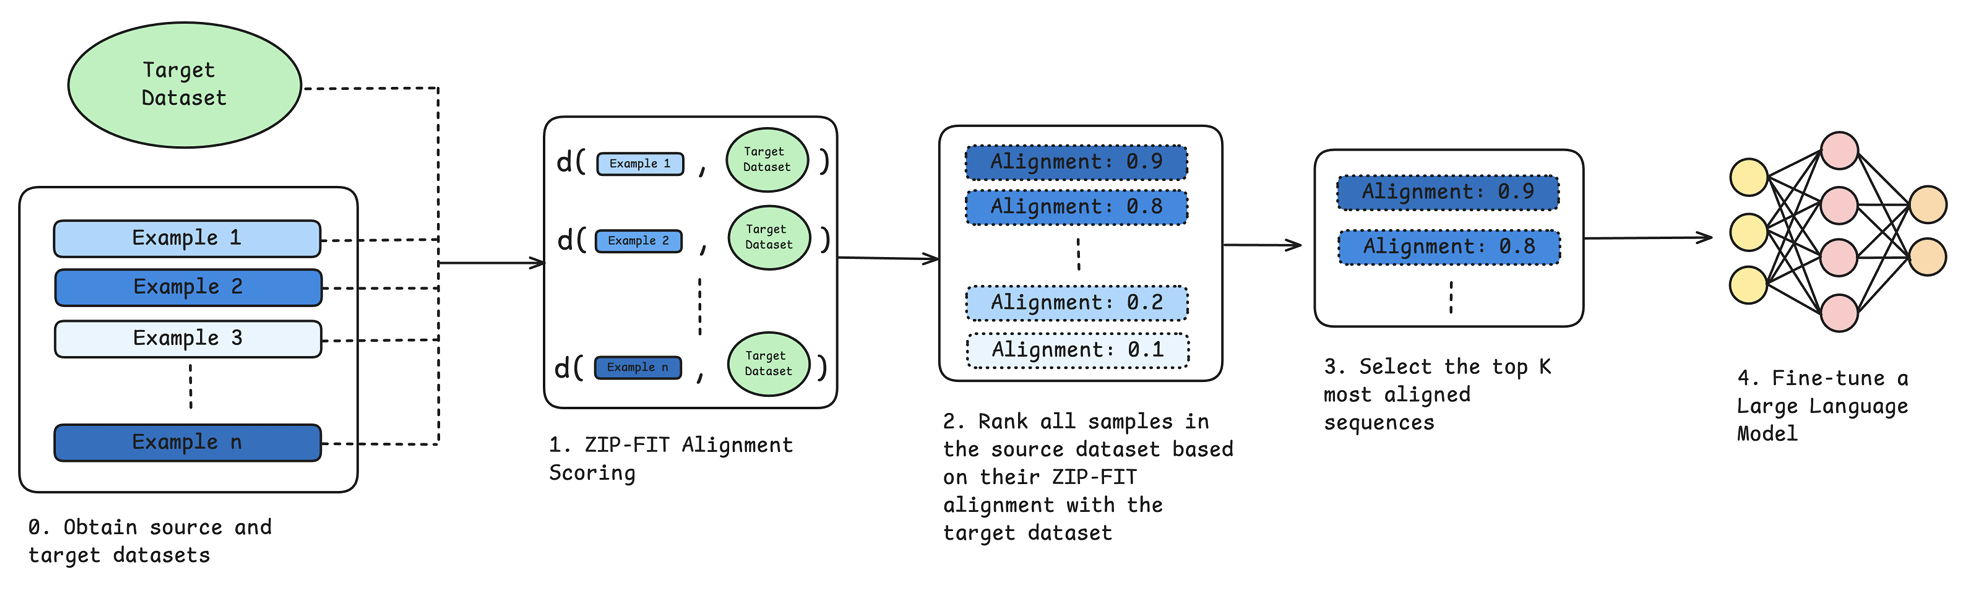 Target
Dataset
Example 1
Example 2
Example 3
Example n
0. Obtain source and
target datasets
d( Example 1 , Target
Dataset )
d( Example 2 , Target
Dataset )
d( Example n , Target
Dataset )
1. ZIP-FIT Alignment
Scoring
Alignment: 0.9
Alignment: 0.8
Alignment: 0.2
Alignment: 0.1
2. Rank all samples in
the source dataset based
on their ZIP-FIT
alignment with the
target dataset
Alignment: 0.9
Alignment: 0.8
3. Select the top K
most aligned
sequences
4. Fine-tune a
Large Language
Model